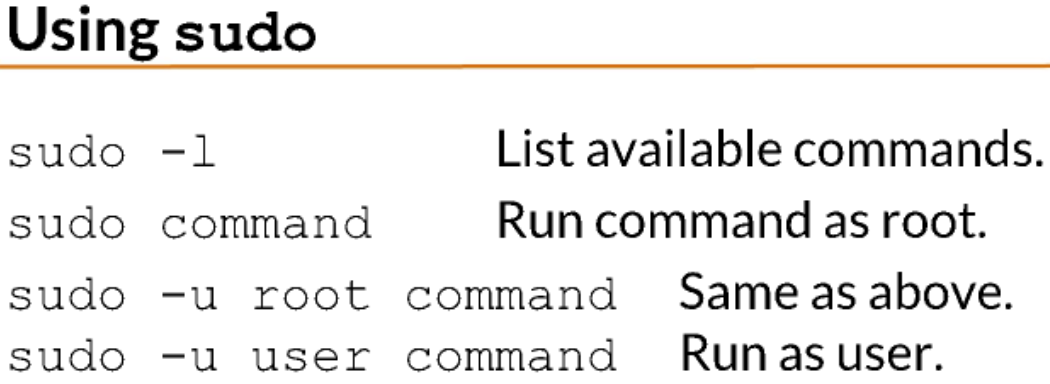 Using sudo
sudo -l List available commands.
sudo command Run command as root.
sudo -u root command Same as above.
sudo -u user command Run as user.